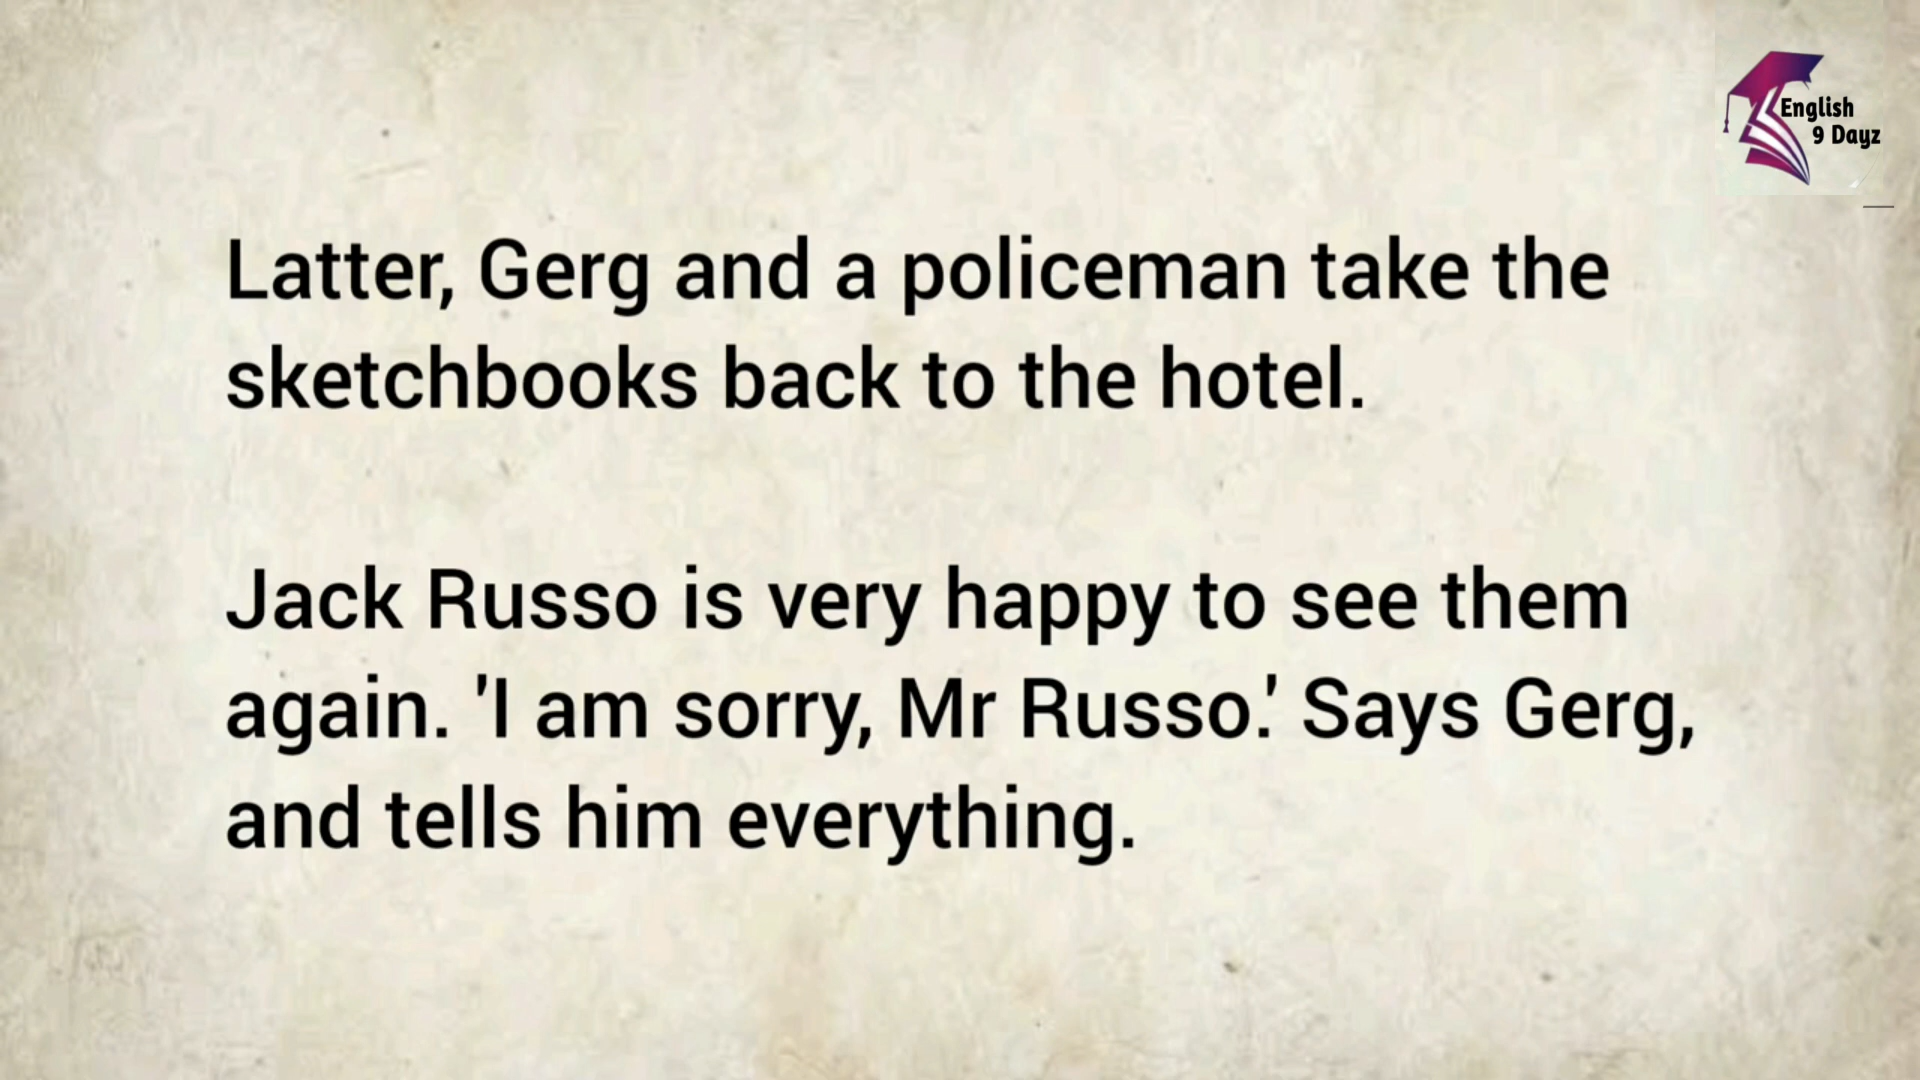 English
9 Dayz
Latter, Gerg and a policeman take the
sketchbooks back to the hotel.
Jack Russo is very happy to see them
again. 'I am sorry, Mr Russo.' Says Gerg,
and tells him everything.